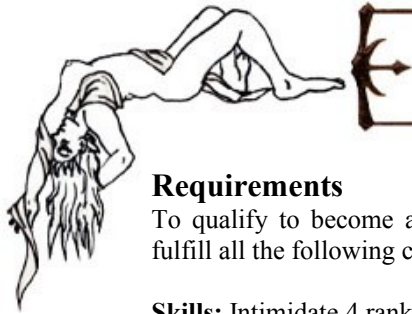 Requirements
To qualify to become a
fulfill all the following c
Skills: Intimidate 4 rank